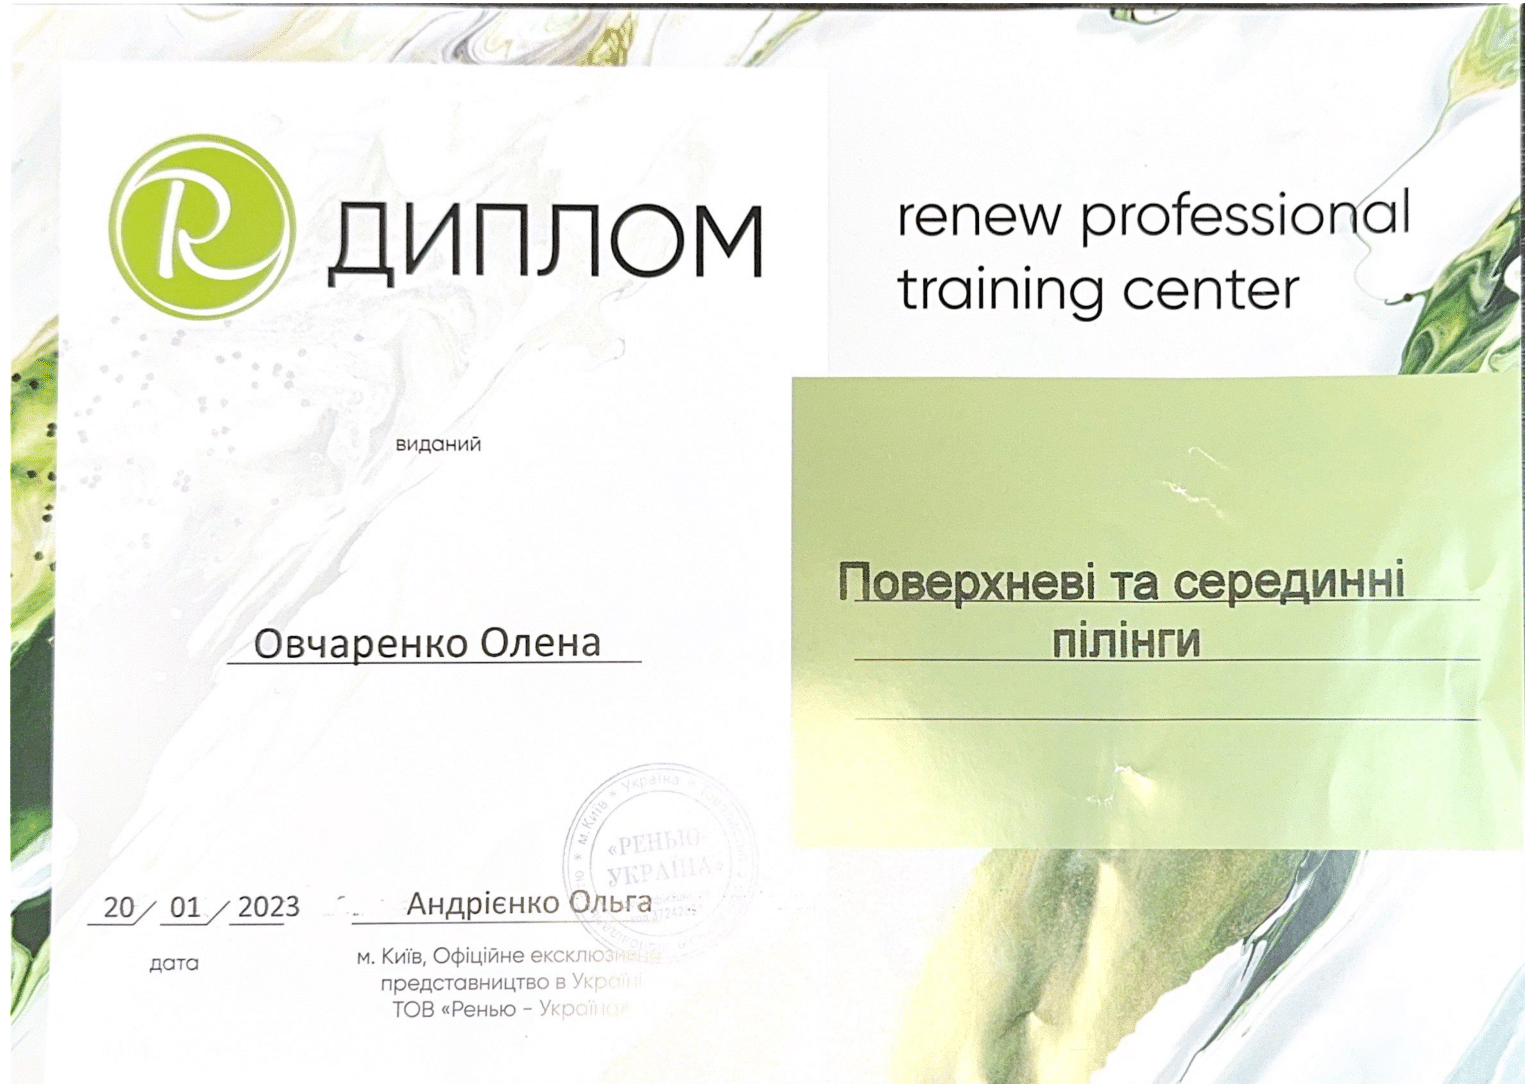 R
ДИПЛОМ
renew professional
training center
виданий
Овчаренко Олена
Поверхневі та серединні
пілінги
20 / 01 / 2023
дата
Андрієнко Ольга
м. Київ, Офіційне ексклюзивне
представництво в Україні
ТОВ «Ренью - Україна»
м.Київ * Україна *
«РЕНЬЮ-
УКРАЇНА»